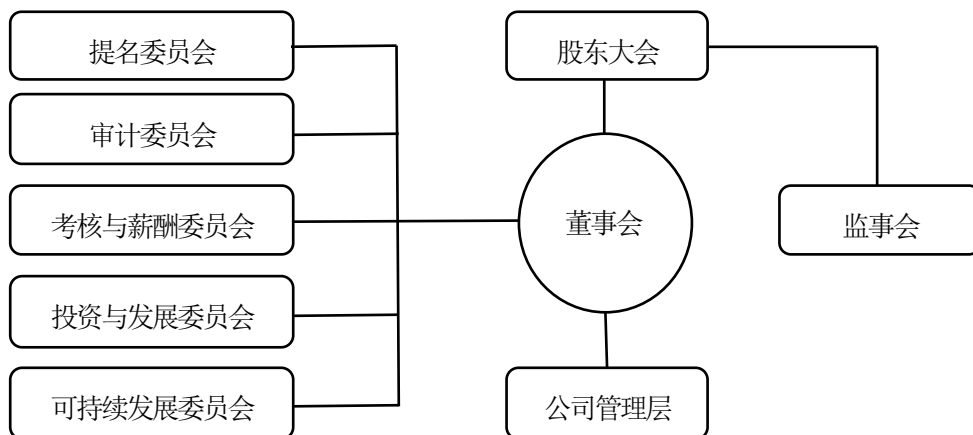 提名委员会
股东大会
审计委员会
考核与薪酬委员会
董事会
监事会
投资与发展委员会
可持续发展委员会
公司管理层